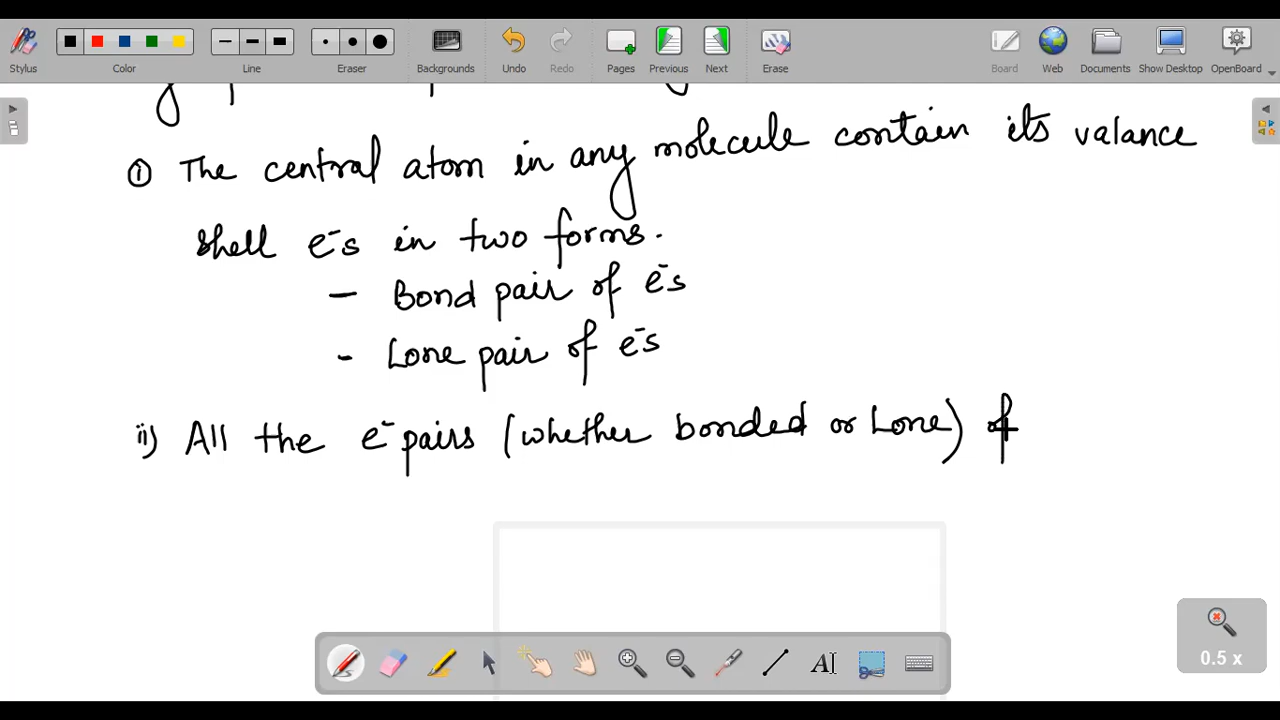 Stylus Color Line Eraser Backgrounds Undo Redo Pages Previous Next Erase Board Web Documents Show Desktop OpenBoard
① The central atom in any molecule contain its valance
shell e⁻s in two forms.
— Bond pair of e⁻s
- Lone pair of e⁻s
ii) All the e⁻ pairs (whether bonded or Lone) of
0.5 x